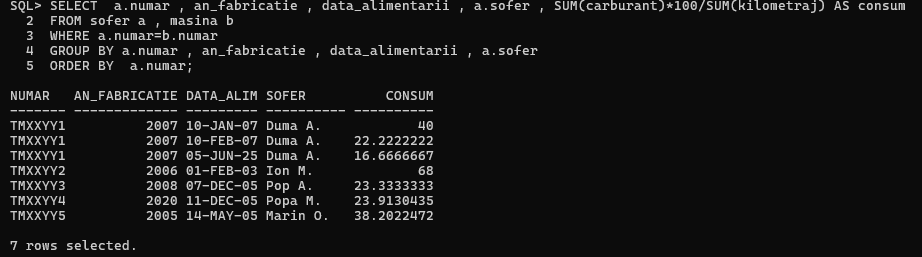 SQL> SELECT  a.numar , an_fabricatie , data_alimentarii , a.sofer , SUM(carburant)*100/SUM(kilometraj) AS consum
  2  FROM sofer a , masina b
  3  WHERE a.numar=b.numar
  4  GROUP BY a.numar , an_fabricatie , data_alimentarii , a.sofer
  5  ORDER BY  a.numar;
NUMAR   AN_FABRICATIE DATA_ALIM SOFER          CONSUM
------- ------------- --------- ---------- ----------
TMXXYY1          2007 10-JAN-07 Duma A.            40
TMXXYY1          2007 10-FEB-07 Duma A.    22.2222222
TMXXYY1          2007 05-JUN-25 Duma A.    16.6666667
TMXXYY2          2006 01-FEB-03 Ion M.             68
TMXXYY3          2008 07-DEC-05 Pop A.     23.3333333
TMXXYY4          2020 11-DEC-05 Popa M.    23.9130435
TMXXYY5          2005 14-MAY-05 Marin O.   38.2022472
7 rows selected.